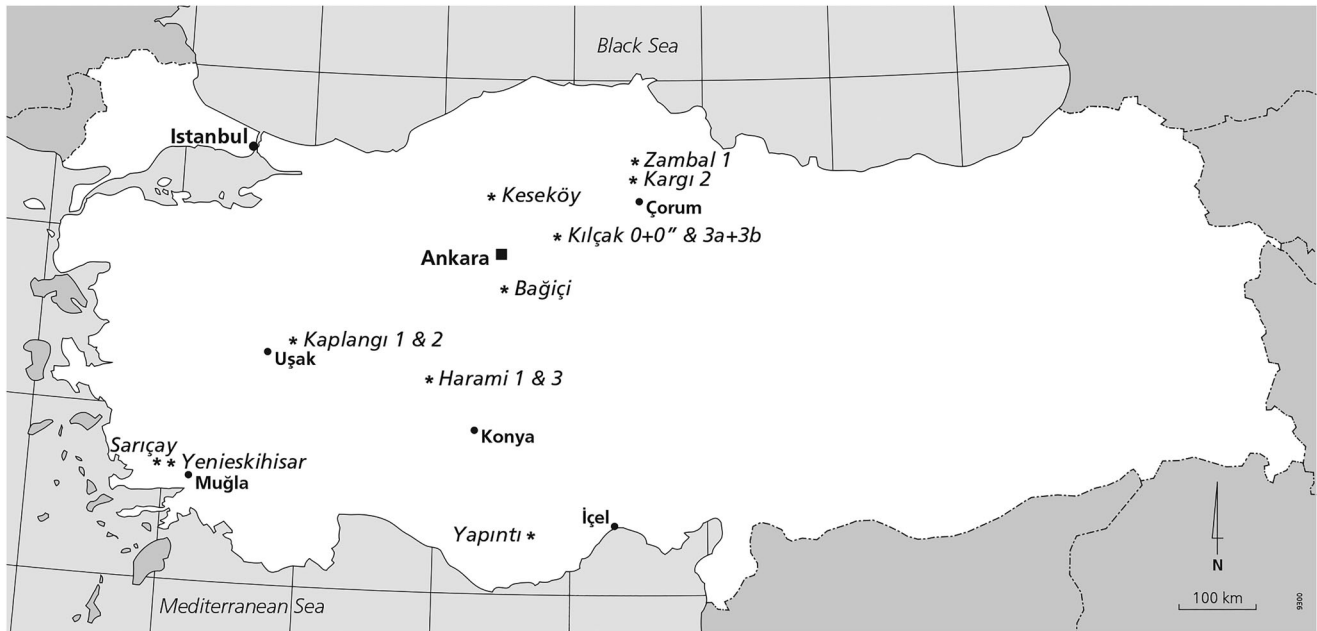 Black Sea
Istanbul
* Zambal 1
* Kargı 2
* Keseköy
Çorum
* Kılçak 0+0” & 3a+3b
Ankara
* Bağiçi
* Kaplangı 1 & 2
Uşak
* Harami 1 & 3
Konya
Sarıçay
* * Yenieskihisar
Muğla
İçel
Yapıntı *
N
100 km
9300
Mediterranean Sea